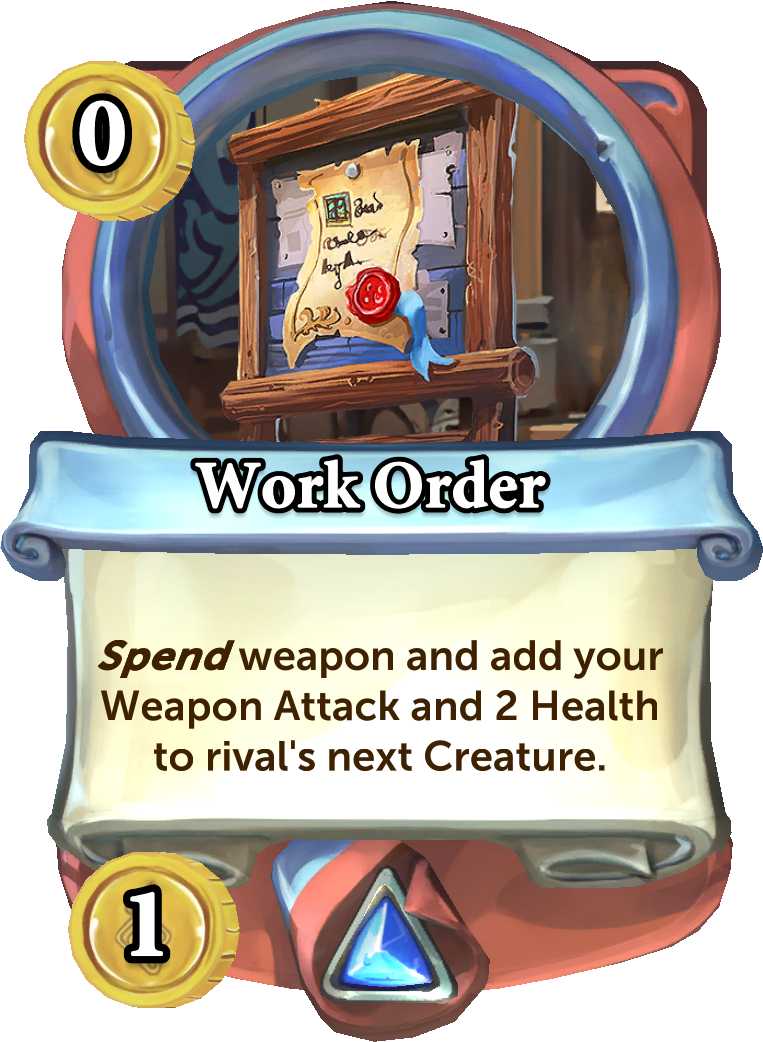 0
Work Order
Spend weapon and add your
Weapon Attack and 2 Health
to rival's next Creature.
1